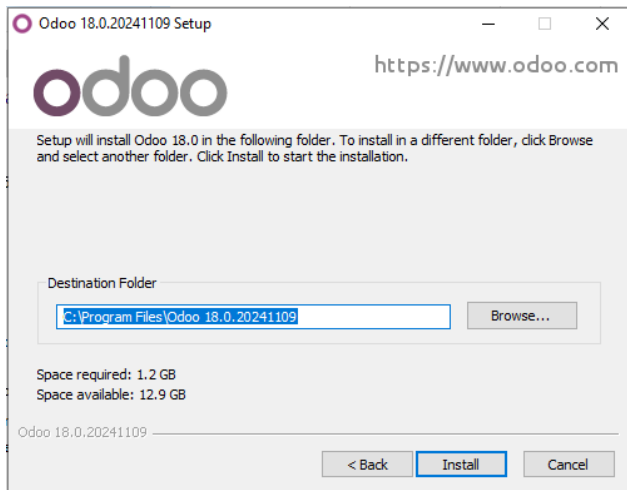 Odoo 18.0.20241109 Setup
odoo
https://www.odoo.com
Setup will install Odoo 18.0 in the following folder. To install in a different folder, click Browse
and select another folder. Click Install to start the installation.
Destination Folder
C:\Program Files\Odoo 18.0.20241109
Browse...
Space required: 1.2 GB
Space available: 12.9 GB
Odoo 18.0.20241109
< Back
Install
Cancel